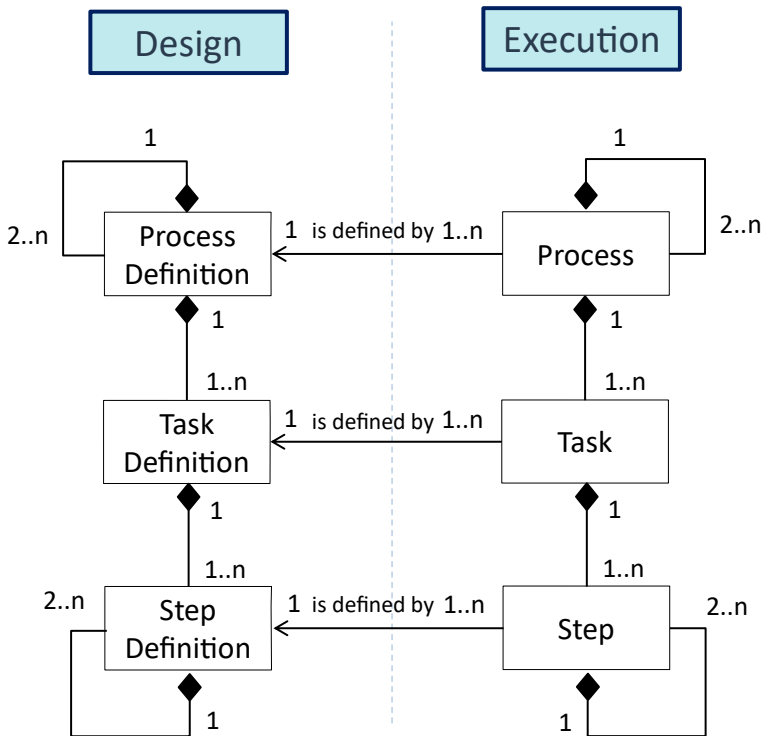 Design
Execution
1
1
2..n
2..n
Process
Definition
1 is defined by 1..n
Process
1
1
1..n
1..n
Task
Definition
1 is defined by 1..n
Task
1
1
1..n
1..n
2..n
2..n
Step
Definition
1 is defined by 1..n
Step
1
1